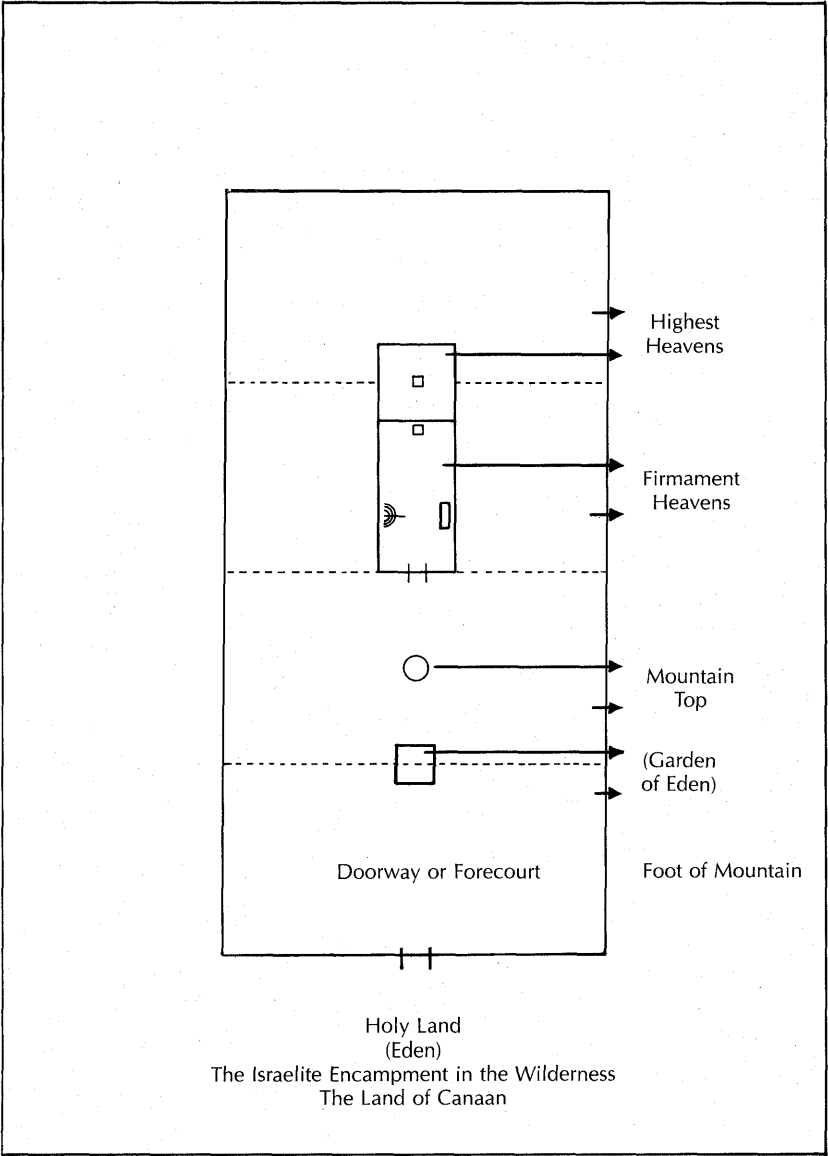 Highest
Heavens
Firmament
Heavens
Mountain
Top
(Garden
of Eden)
Doorway or Forecourt
Foot of Mountain
Holy Land
(Eden)
The Israelite Encampment in the Wilderness
The Land of Canaan